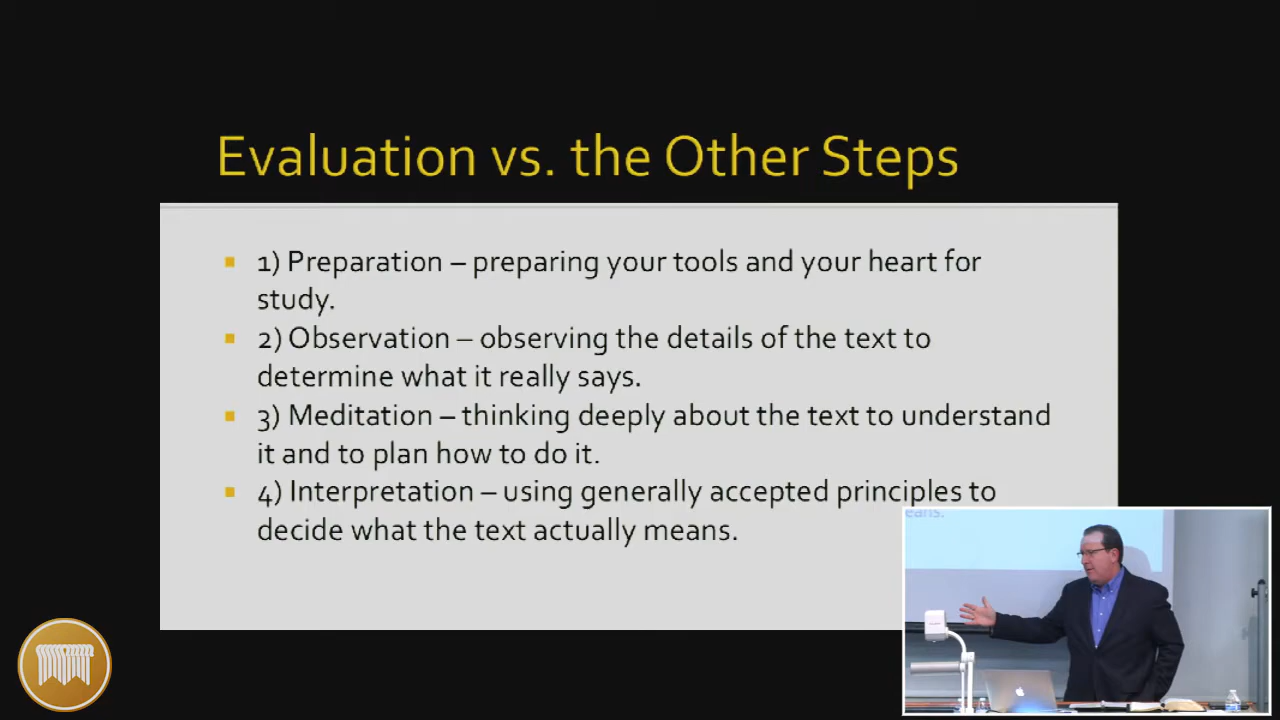 Evaluation vs. the Other Steps
1) Preparation – preparing your tools and your heart for
study.
2) Observation – observing the details of the text to
determine what it really says.
3) Meditation – thinking deeply about the text to understand
it and to plan how to do it.
4) Interpretation – using generally accepted principles to
decide what the text actually means.